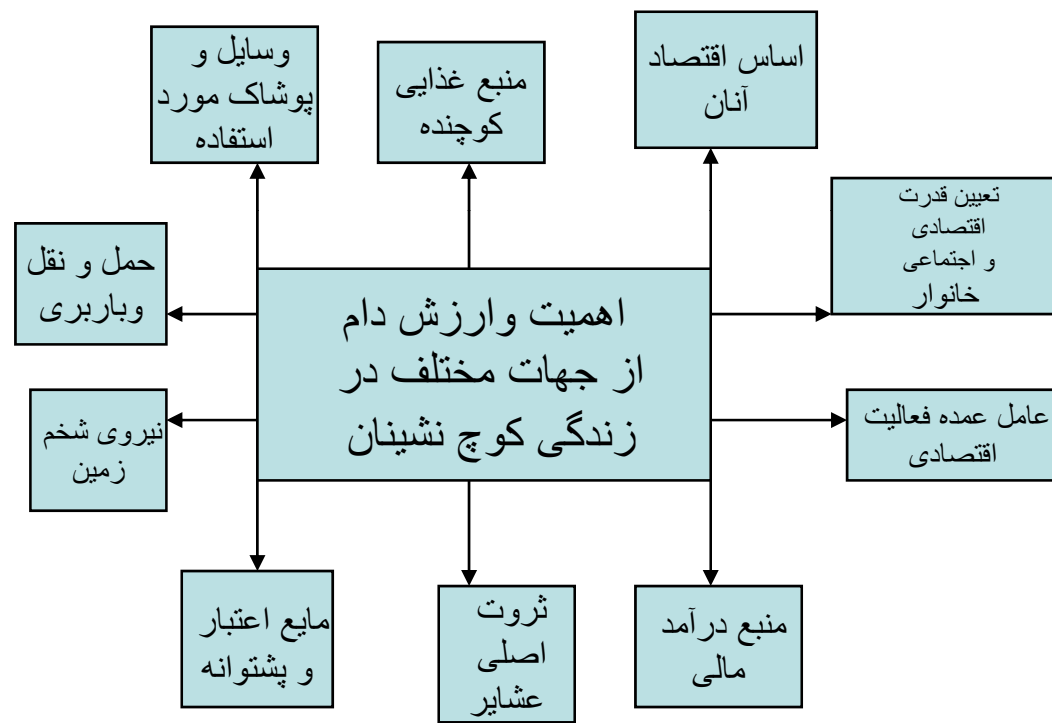 اساس اقتصاد
آنان
منبع غذایی
کوچنده
وسایل و
پوشاک مورد
استفاده
تعیین قدرت
اقتصادی
و اجتماعی
خانوار
حمل و نقل
وباربری
اهمیت وارزش دام
از جهات مختلف در
زندگی کوچ نشینان
عامل عمده فعالیت
اقتصادی
نیروی شخم
زمین
منبع درآمد
مالی
ثروت
اصلی
عشایر
مایع اعتبار
و پشتوانه